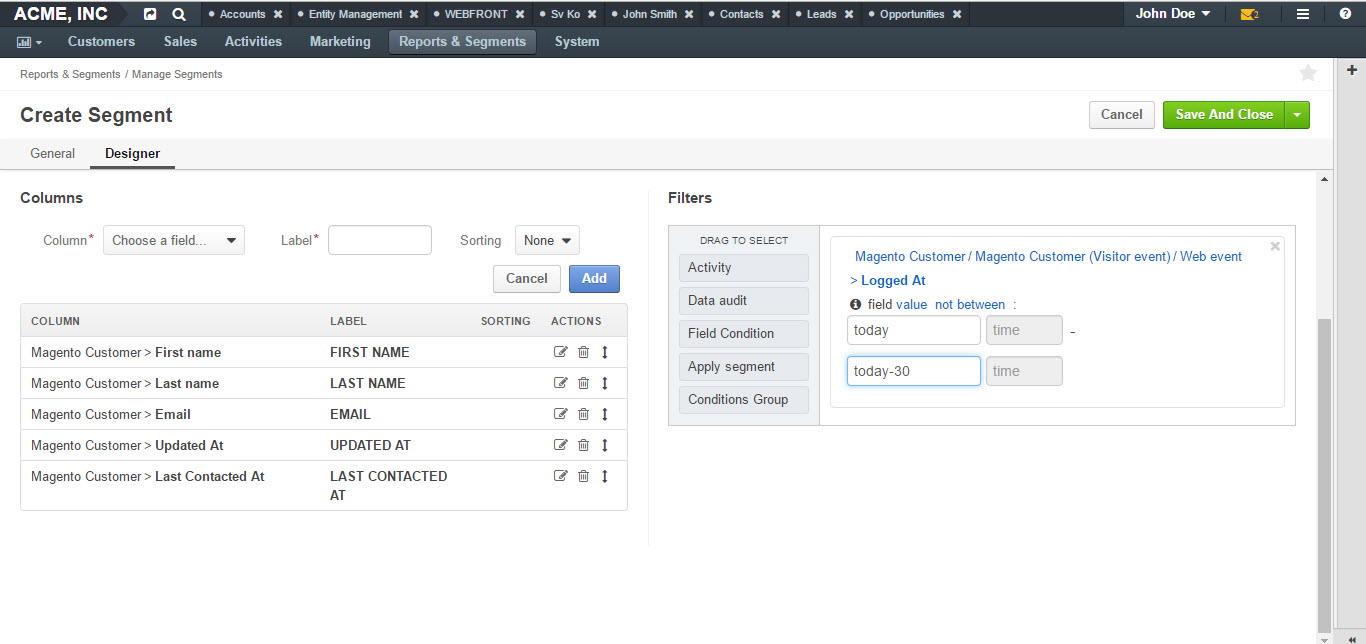 ACME, INC
Accounts × Entity Management × WEBFRONT × Sv Ko × John Smith × Contacts × Leads × Opportunities ×
John Doe
2
?
Customers Sales Activities Marketing Reports & Segments System
Reports & Segments / Manage Segments
+
Create Segment
Cancel Save And Close
General Designer
Columns
Column* Choose a field... Label* Sorting None
Cancel Add
COLUMN LABEL SORTING ACTIONS
Magento Customer > First name FIRST NAME
Magento Customer > Last name LAST NAME
Magento Customer > Email EMAIL
Magento Customer > Updated At UPDATED AT
Magento Customer > Last Contacted At LAST CONTACTED
AT
Filters
DRAG TO SELECT
Activity
Data audit
Field Condition
Apply segment
Conditions Group
×
Magento Customer / Magento Customer (Visitor event) / Web event
> Logged At
field value not between :
today time -
today-30 time